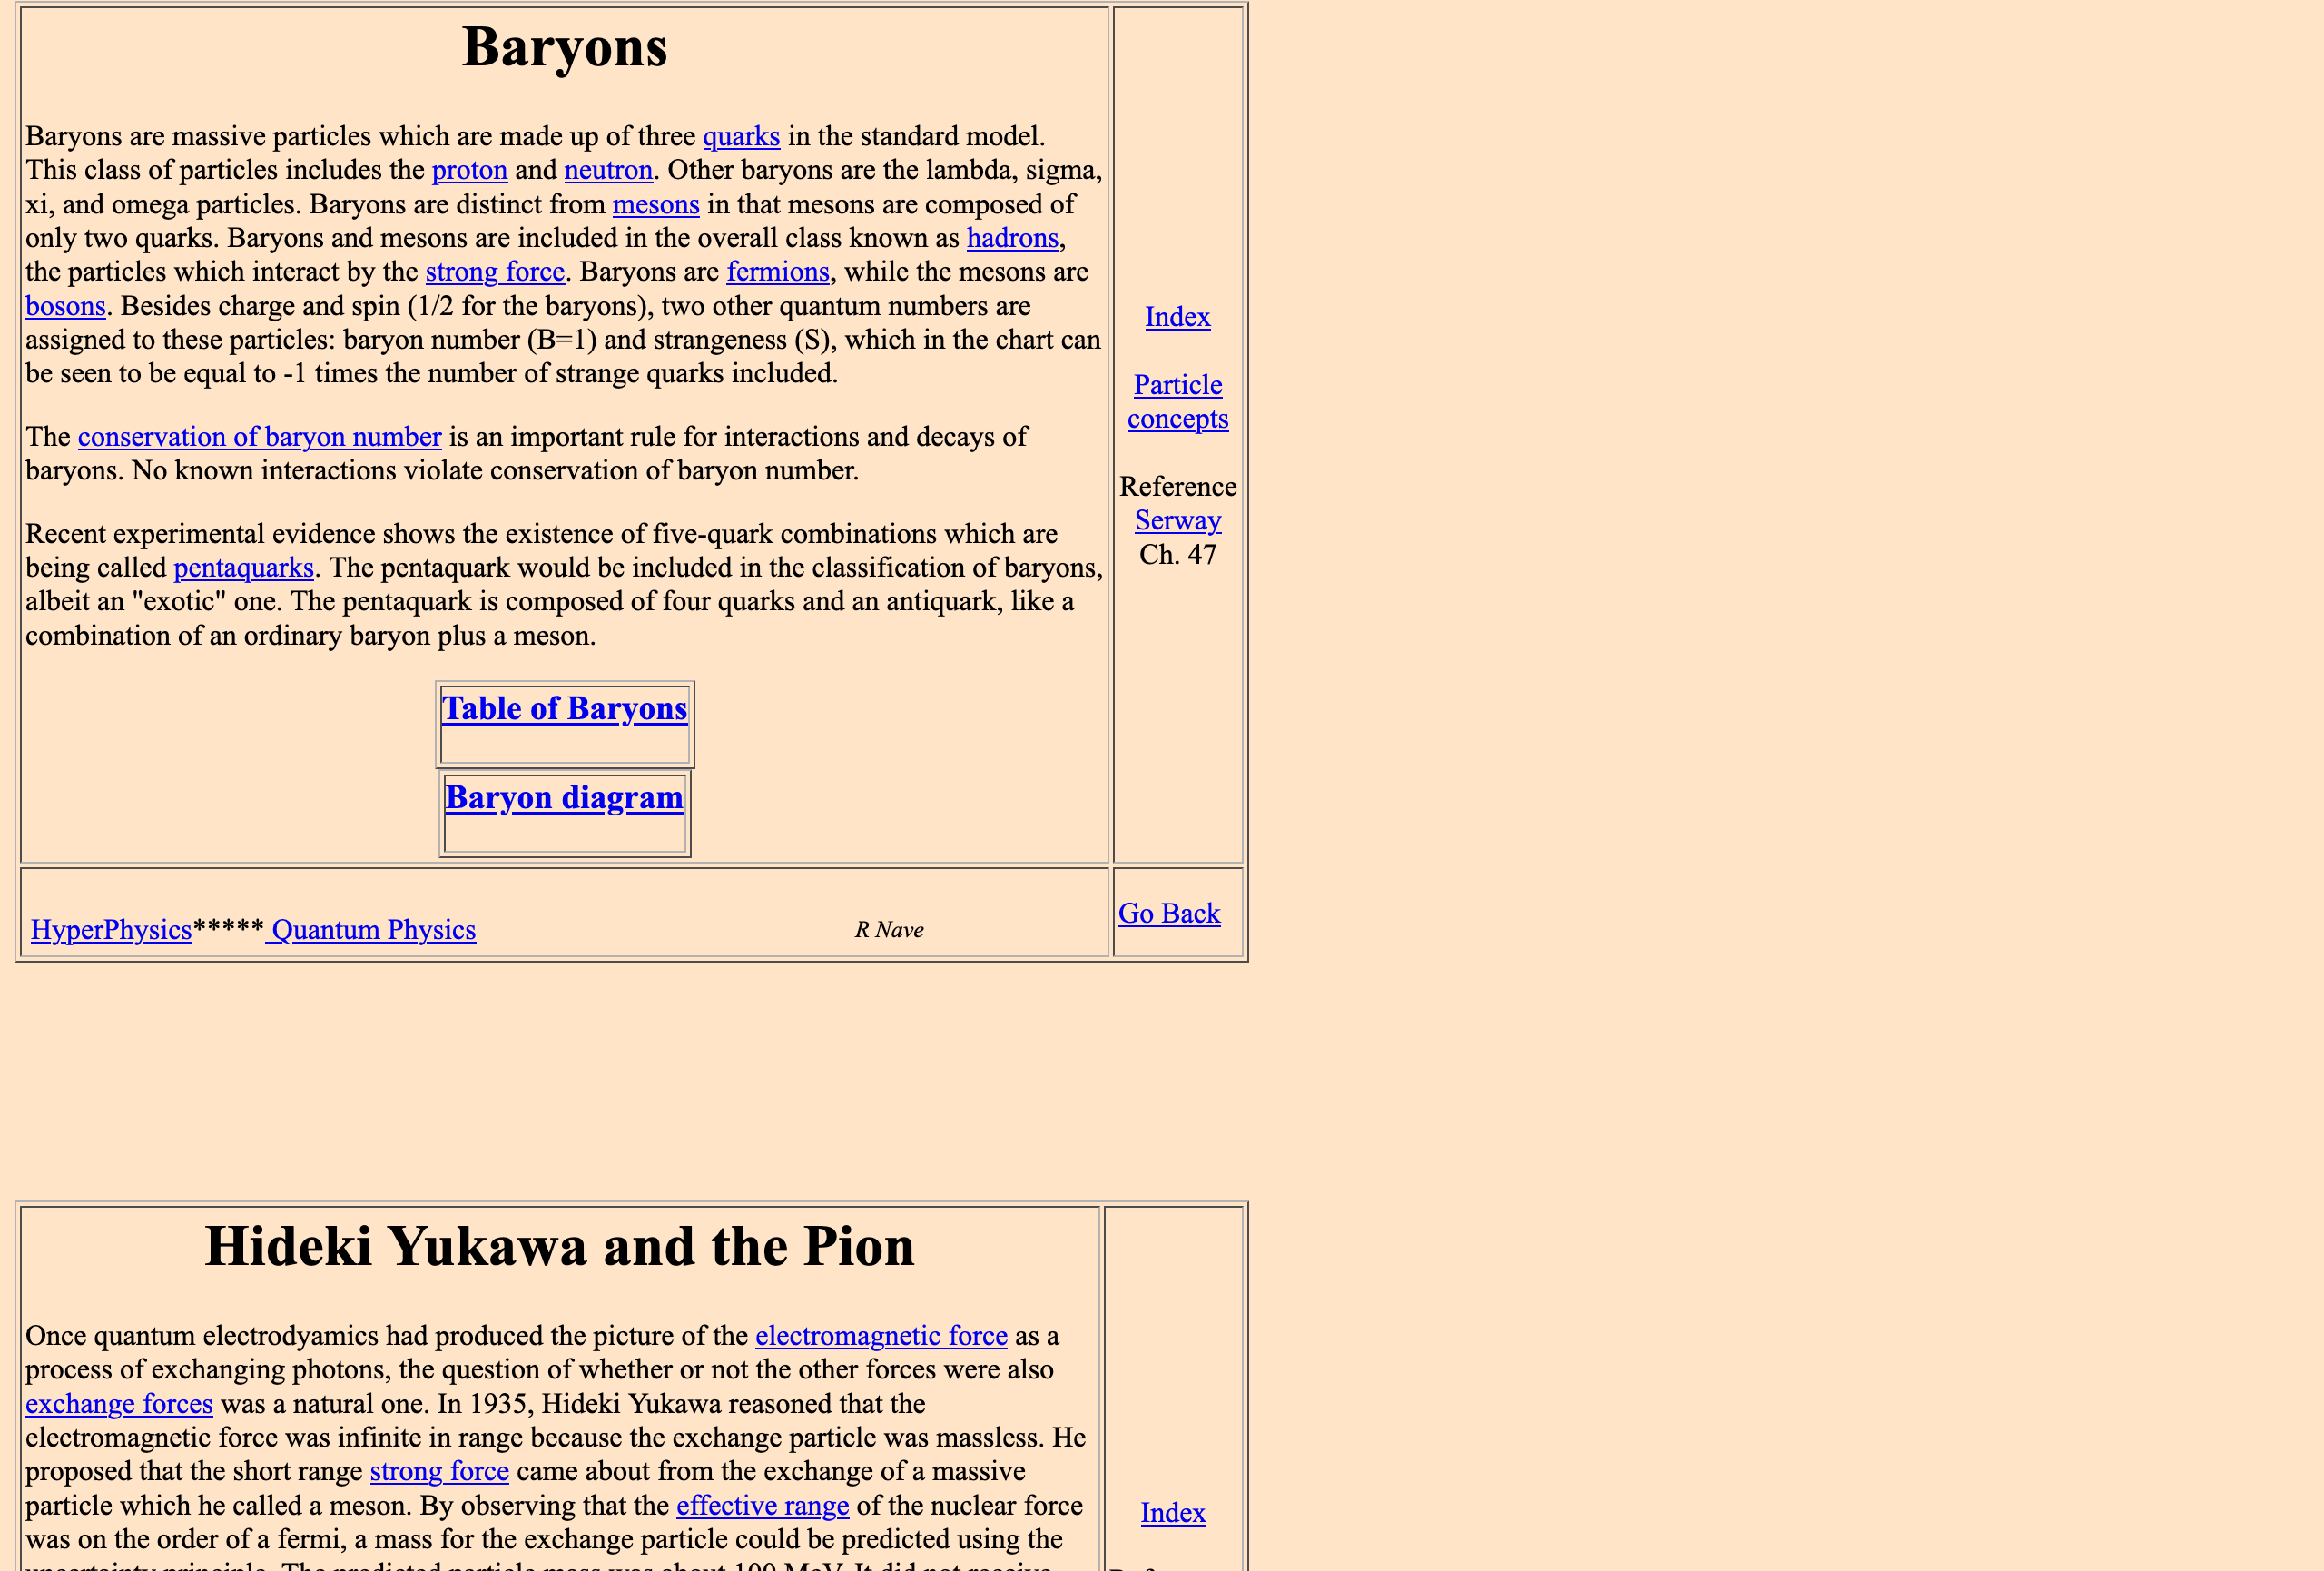 Baryons
Baryons are massive particles which are made up of three quarks in the standard model.
This class of particles includes the proton and neutron. Other baryons are the lambda, sigma,
xi, and omega particles. Baryons are distinct from mesons in that mesons are composed of
only two quarks. Baryons and mesons are included in the overall class known as hadrons,
the particles which interact by the strong force. Baryons are fermions, while the mesons are
bosons. Besides charge and spin (1/2 for the baryons), two other quantum numbers are
assigned to these particles: baryon number (B=1) and strangeness (S), which in the chart can
be seen to be equal to -1 times the number of strange quarks included.
The conservation of baryon number is an important rule for interactions and decays of
baryons. No known interactions violate conservation of baryon number.
Recent experimental evidence shows the existence of five-quark combinations which are
being called pentaquarks. The pentaquark would be included in the classification of baryons,
albeit an "exotic" one. The pentaquark is composed of four quarks and an antiquark, like a
combination of an ordinary baryon plus a meson.
Table of Baryons
Baryon diagram
Index
Particle
concepts
Reference
Serway
Ch. 47
HyperPhysics***** Quantum Physics R Nave
Go Back
Hideki Yukawa and the Pion
Once quantum electrodyamics had produced the picture of the electromagnetic force as a
process of exchanging photons, the question of whether or not the other forces were also
exchange forces was a natural one. In 1935, Hideki Yukawa reasoned that the
electromagnetic force was infinite in range because the exchange particle was massless. He
proposed that the short range strong force came about from the exchange of a massive
particle which he called a meson. By observing that the effective range of the nuclear force
was on the order of a fermi, a mass for the exchange particle could be predicted using the
uncertainty principle. The predicted particle mass was about 100 MeV. It did not receive
Index